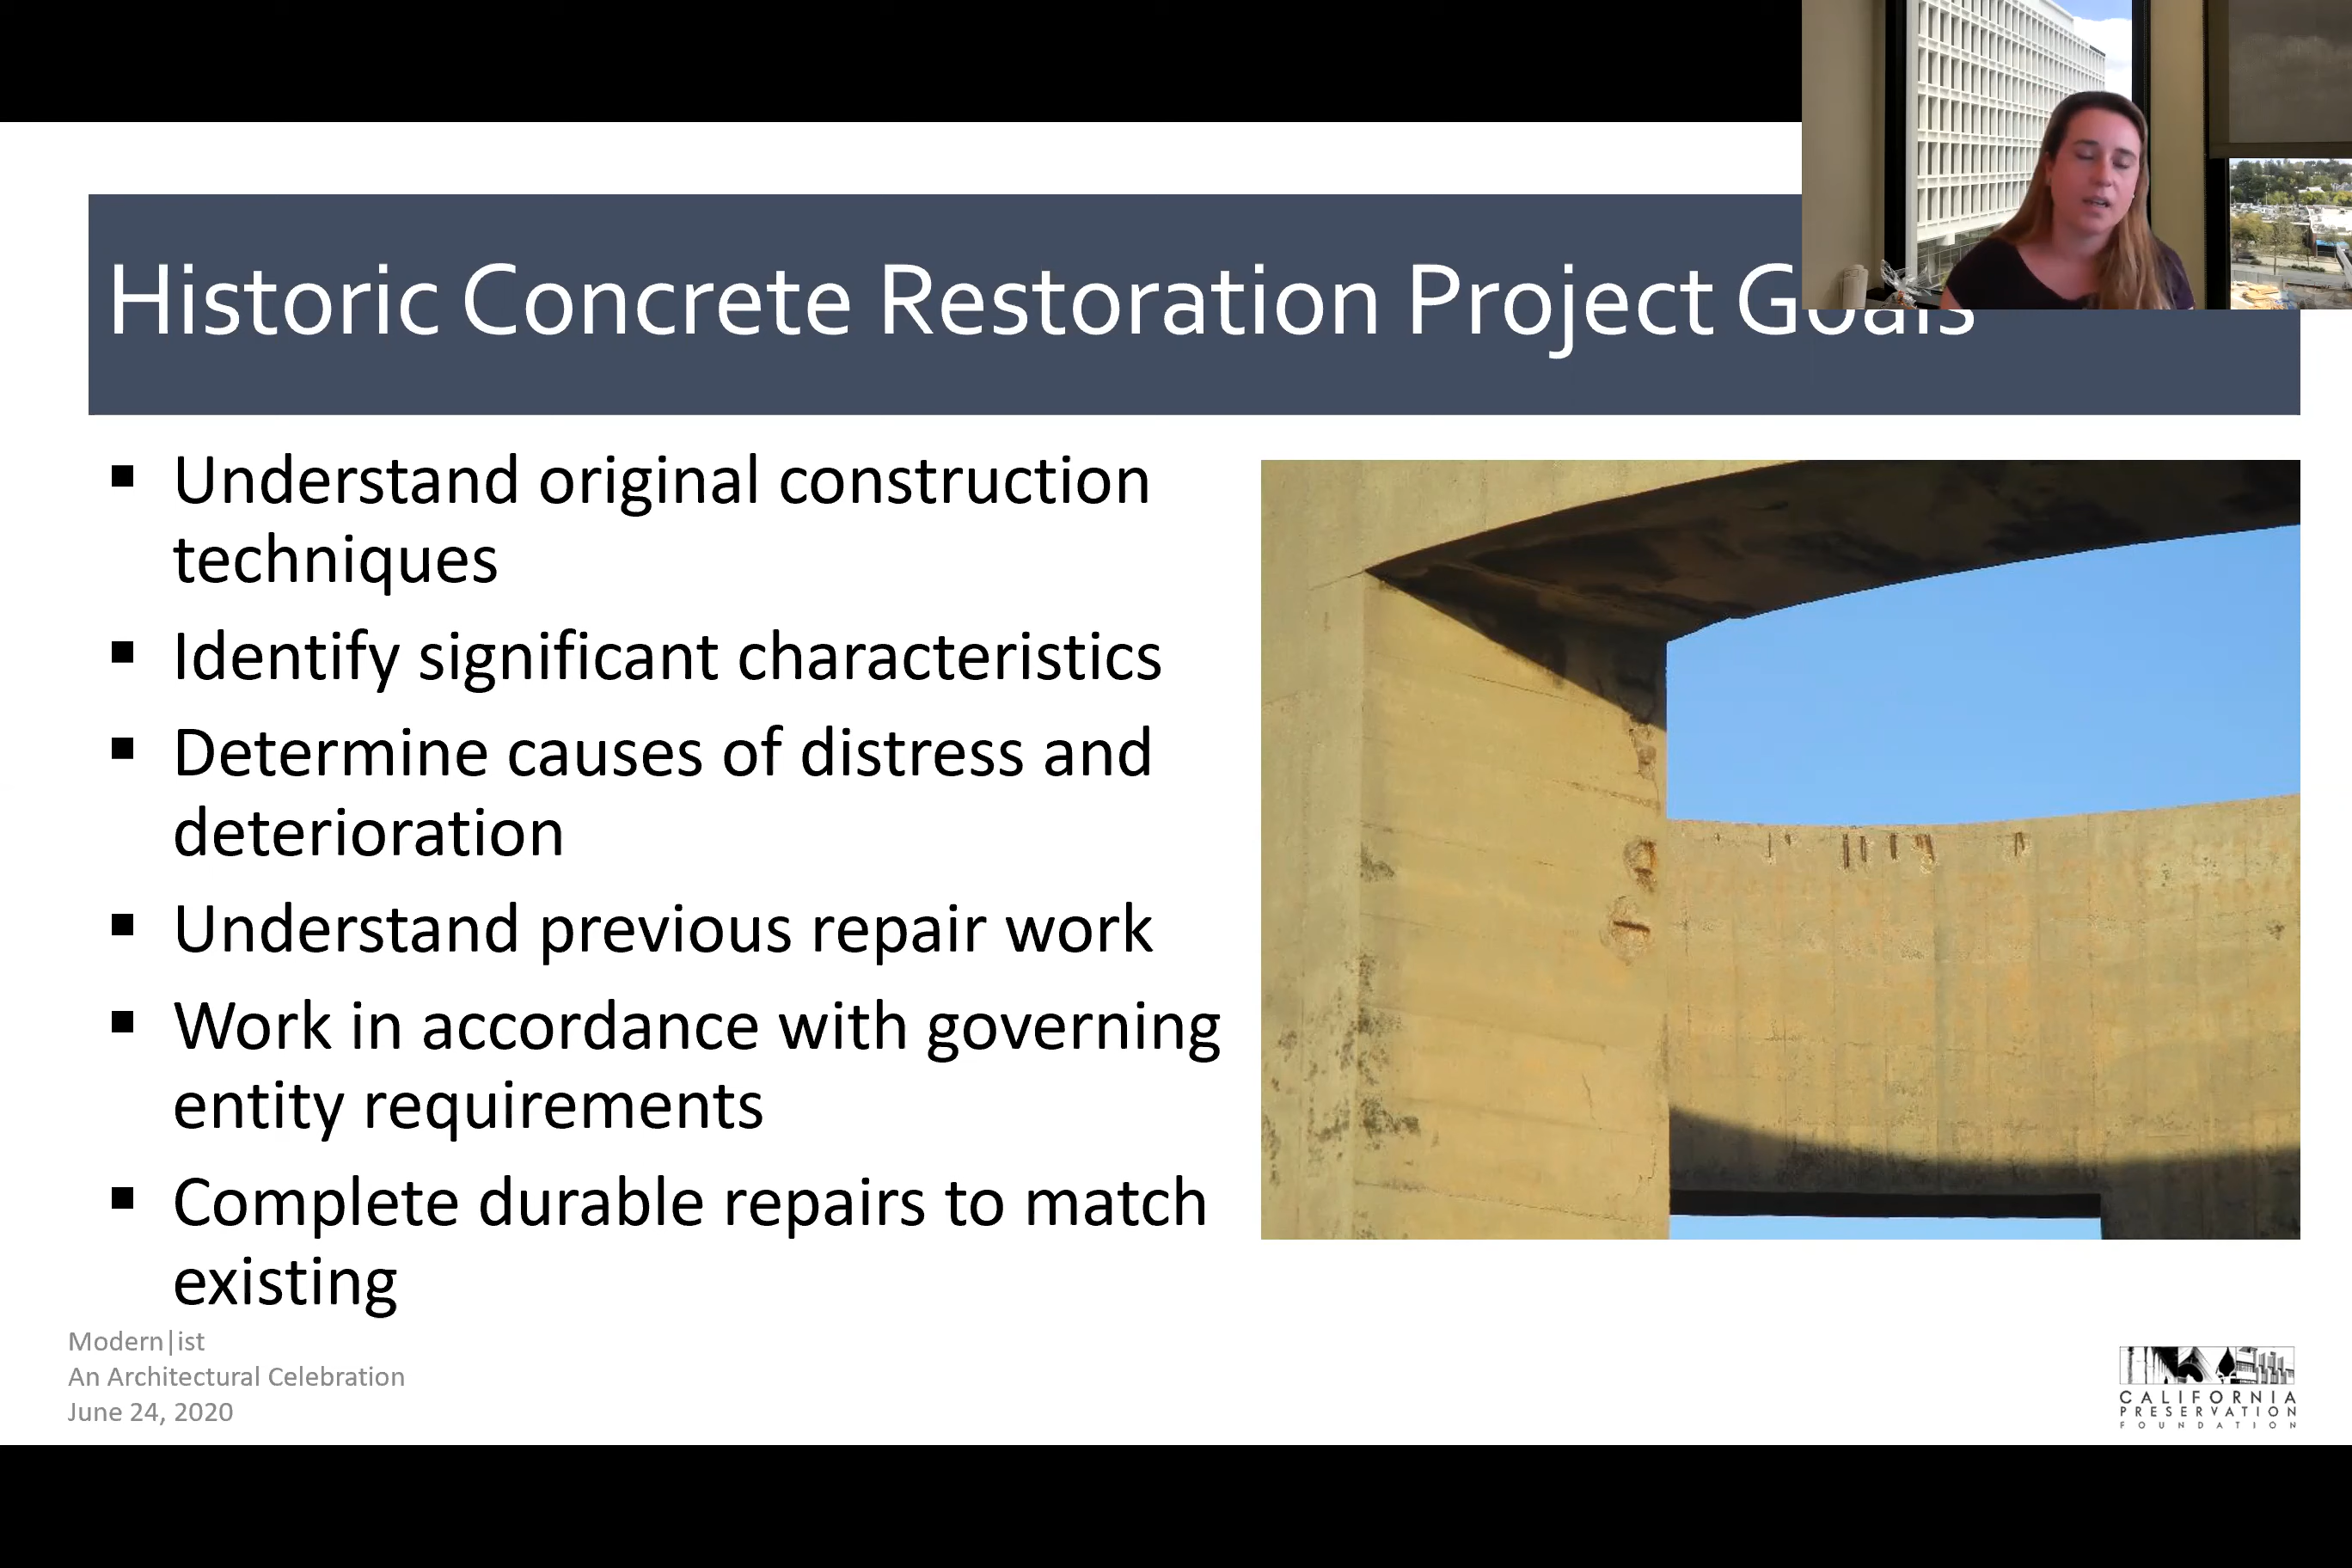 Historic Concrete Restoration Project Goals
▪ Understand original construction
techniques
▪ Identify significant characteristics
▪ Determine causes of distress and
deterioration
▪ Understand previous repair work
▪ Work in accordance with governing
entity requirements
▪ Complete durable repairs to match
existing
Modern|ist
An Architectural Celebration
June 24, 2020
CALIFORNIA
PRESERVATION
FOUNDATION